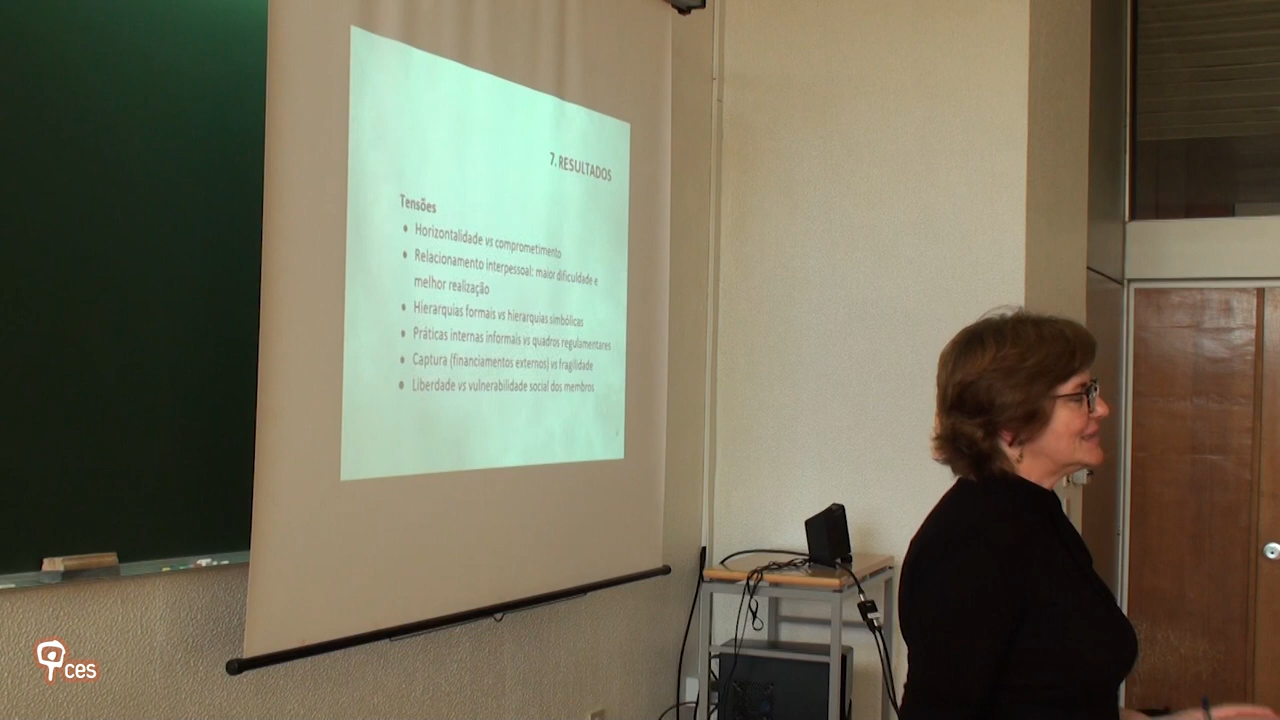 7. RESULTADOS
Tensões
• Horizontalidade vs comprometimento
• Relacionamento interpessoal: maior dificuldade e
melhor realização
• Hierarquias formais vs hierarquias simbólicas
• Práticas internas informais vs quadros regulamentares
• Captura (financiamentos externos) vs fragilidade
• Liberdade vs vulnerabilidade social dos membros
ces